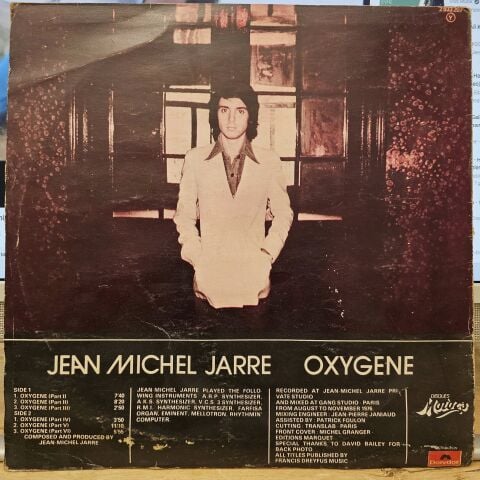 JEAN MICHEL JARRE OXYGENE
SIDE 1
1. OXYGENE (Part I) 7'40
2. OXYGENE (Part II) 8'20
3. OXYGENE (Part III) 2'50
SIDE 2
1. OXYGENE (Part IV) 3'50
2. OXYGENE (Part V) 11'10
3. OXYGENE (Part VI) 5'55
COMPOSED AND PRODUCED BY
JEAN-MICHEL JARRE
JEAN MICHEL JARRE PLAYED THE FOLLO
WING INSTRUMENTS A.R.P SYNTHESIZER,
A.K.S. SYNTHESIZER, V.C.S 3 SYNTHESIZER,
R.M.I. HARMONIC SYNTHESIZER, FARFISA
ORGAN, EMINENT, MELLOTRON, RHYTHMIN'
COMPUTER.
RECORDED AT JEAN-MICHEL JARRE PRI
VATE STUDIO
AND MIXED AT GANG STUDIO PARIS
FROM AUGUST TO NOVEMBER 1976
MIXING ENGINEER: JEAN-PIERRE JANIAUD
ASSISTED BY PATRICK FOULON
CUTTING: TRANSLAB PARIS
FRONT COVER: MICHEL GRANGER
EDITIONS MARQUET
SPECIAL THANKS TO DAVID BAILEY FOR
BACK PHOTO
ALL TITLES PUBLISHED BY
FRANCIS DREYFUS MUSIC
DISQUES
Motors
Polydor
Y